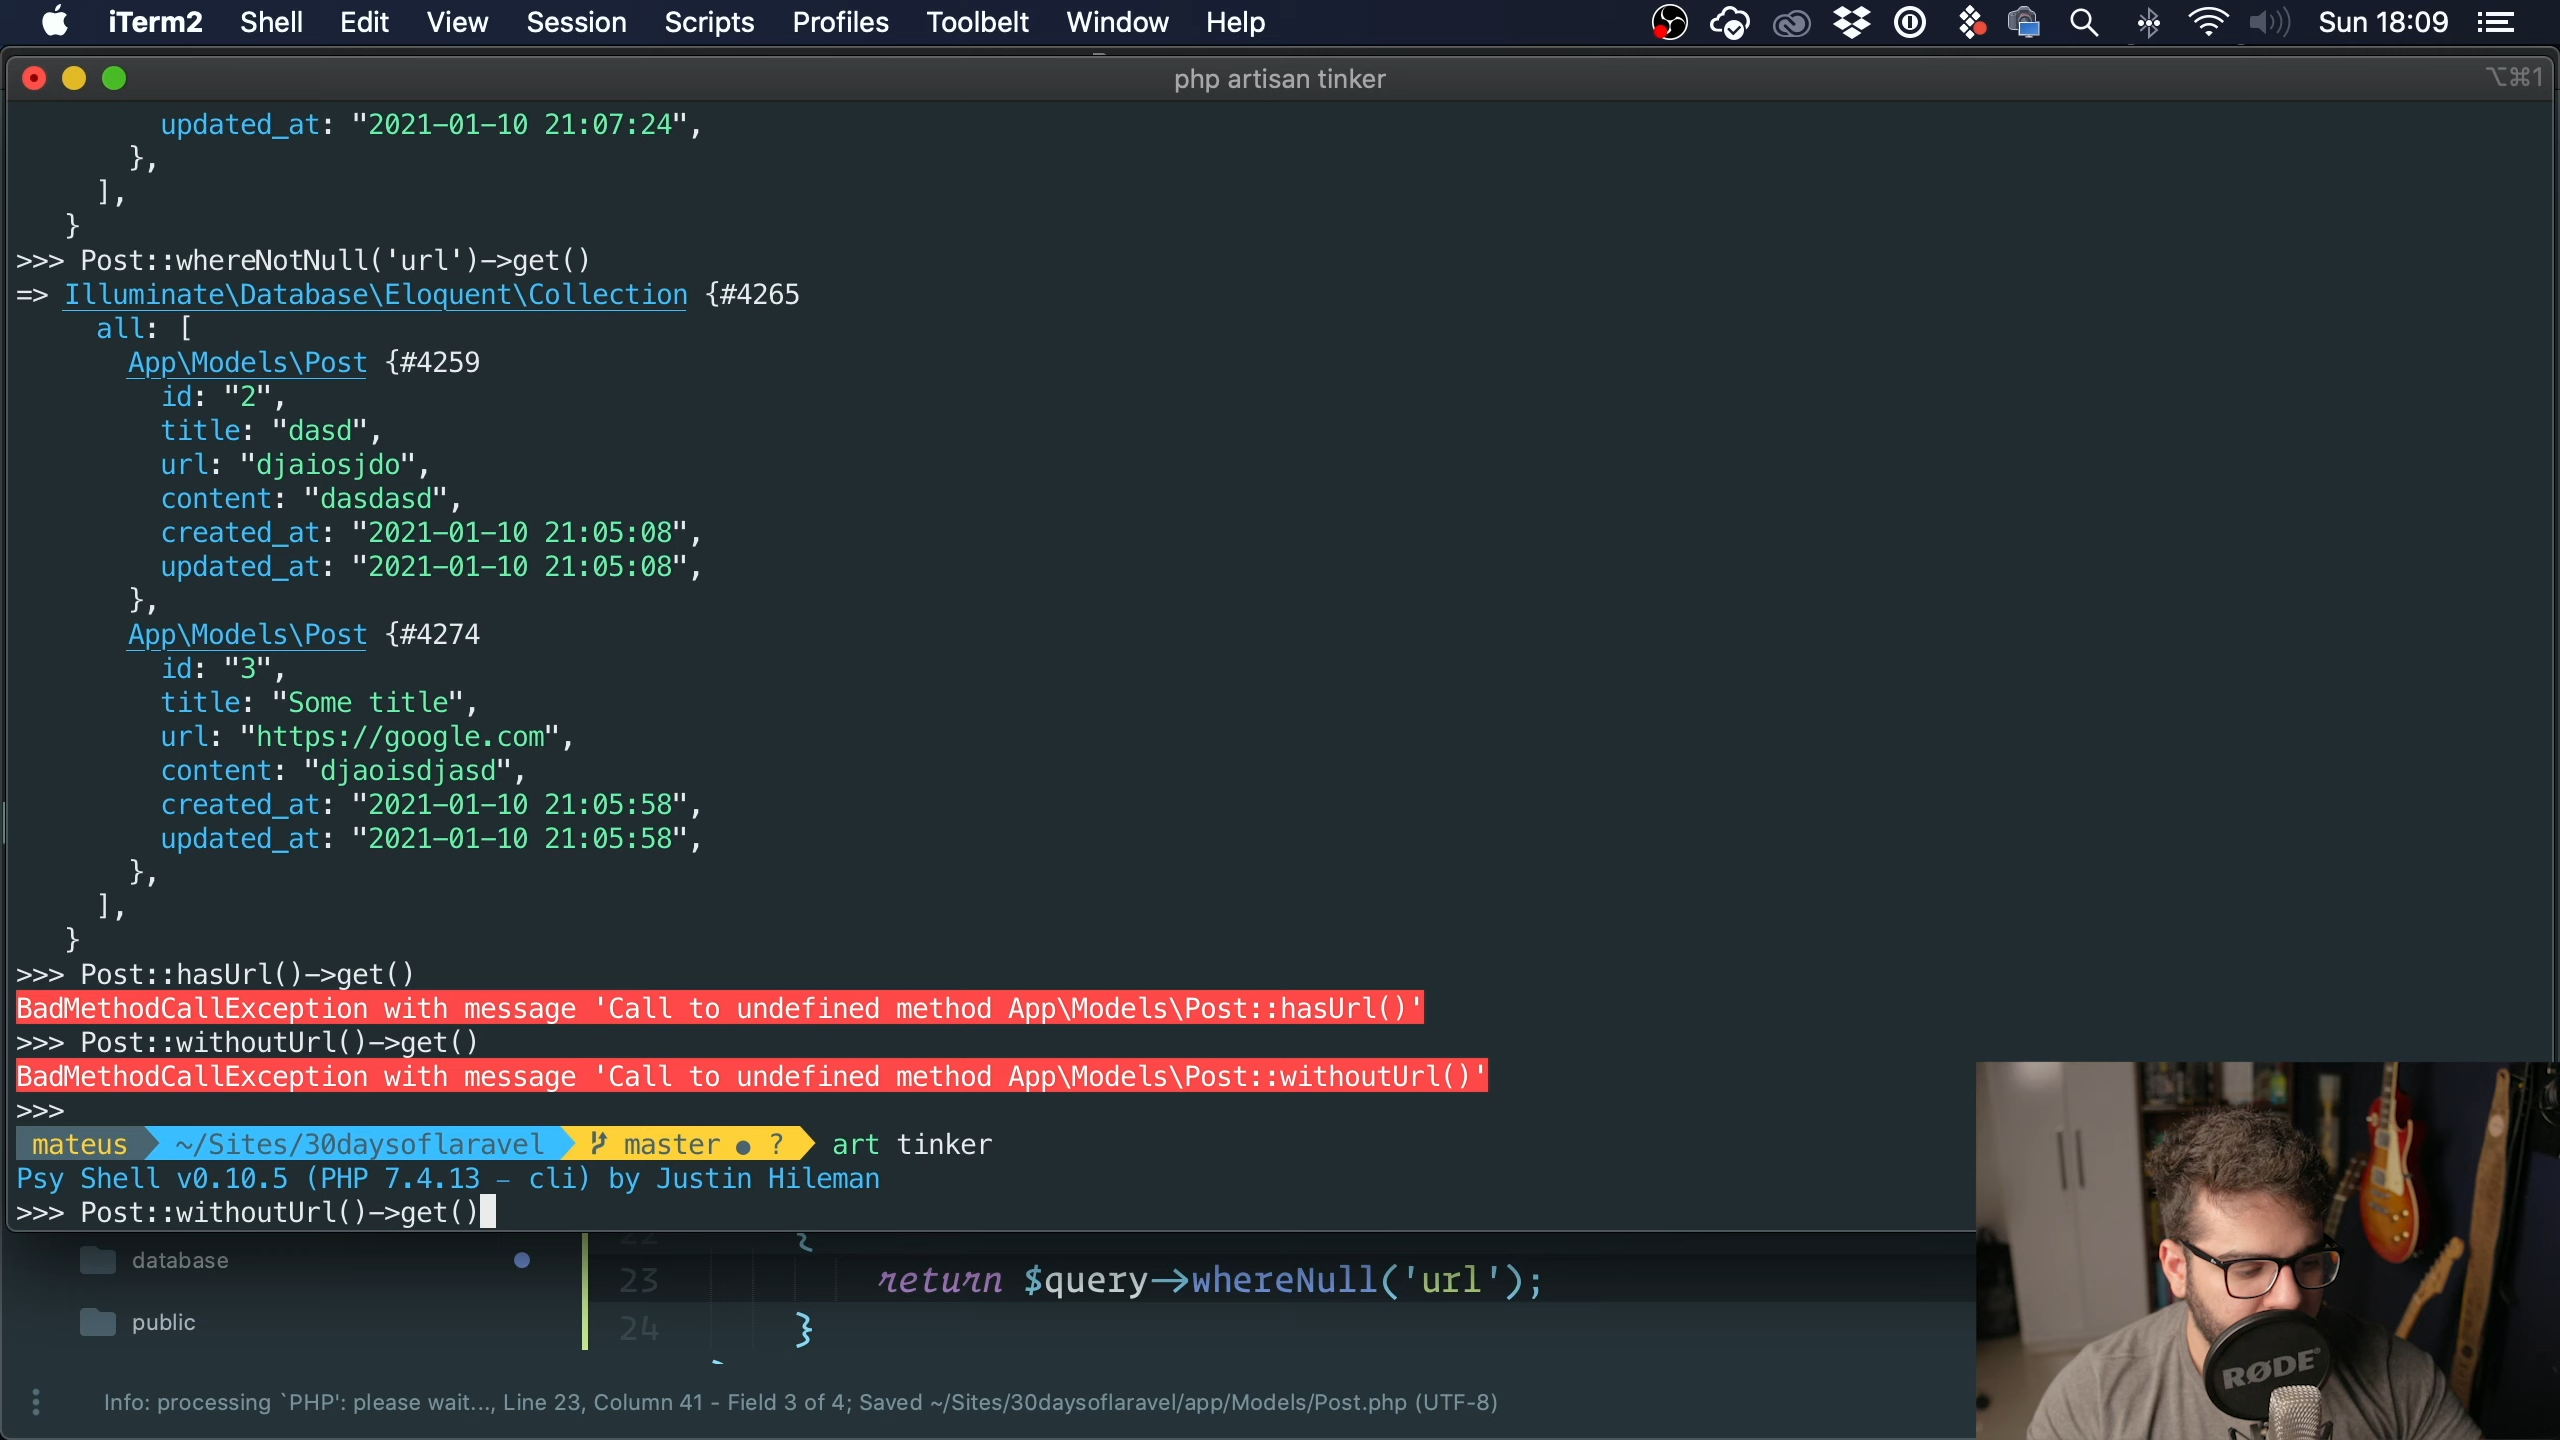 iTerm2 Shell Edit View Session Scripts Profiles Toolbelt Window Help Sun 18:09
php artisan tinker ⌥⌘1
updated_at: "2021-01-10 21:07:24",
},
],
}
>>> Post::whereNotNull('url')->get()
=> Illuminate\Database\Eloquent\Collection {#4265
all: [
App\Models\Post {#4259
id: "2",
title: "dasd",
url: "djaiosjdo",
content: "dasdasd",
created_at: "2021-01-10 21:05:08",
updated_at: "2021-01-10 21:05:08",
},
App\Models\Post {#4274
id: "3",
title: "Some title",
url: "https://google.com",
content: "djaoisdjasd",
created_at: "2021-01-10 21:05:58",
updated_at: "2021-01-10 21:05:58",
},
],
}
>>> Post::hasUrl()->get()
BadMethodCallException with message 'Call to undefined method App\Models\Post::hasUrl()'
>>> Post::withoutUrl()->get()
BadMethodCallException with message 'Call to undefined method App\Models\Post::withoutUrl()'
>>>
mateus ~/Sites/30daysoflaravel master ● ? art tinker
Psy Shell v0.10.5 (PHP 7.4.13 — cli) by Justin Hileman
>>> Post::withoutUrl()->get()
22 {
database
23 return $query->whereNull('url');
public
24 }
Info: processing `PHP': please wait..., Line 23, Column 41 - Field 3 of 4; Saved ~/Sites/30daysoflaravel/app/Models/Post.php (UTF-8)
RØDE